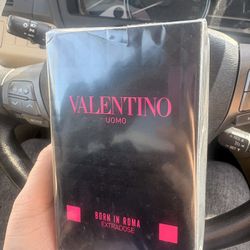 VALENTINO
UOMO
BORN IN ROMA
EXTRADOSE